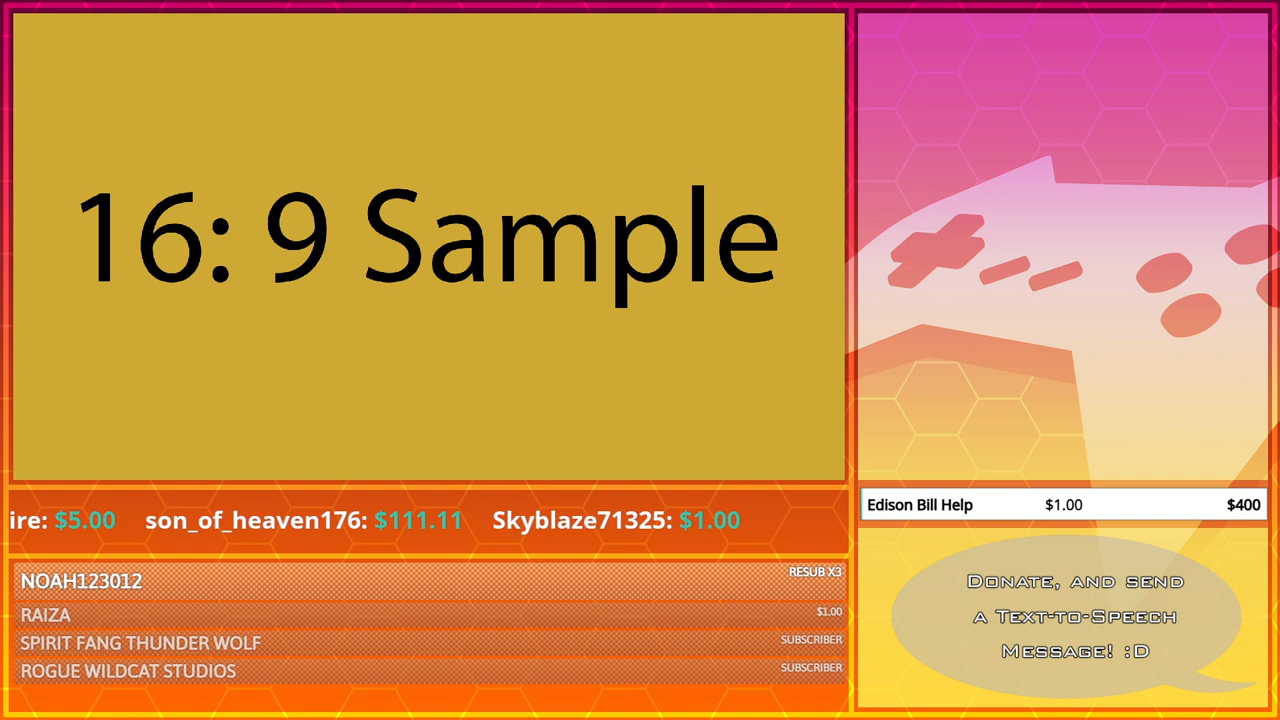 16: 9 Sample
ire: $5.00 son_of_heaven176: $111.11 Skyblaze71325: $1.00
NOAH123012 RESUB X3
RAIZA $1.00
SPIRIT FANG THUNDER WOLF SUBSCRIBER
ROGUE WILDCAT STUDIOS SUBSCRIBER
Edison Bill Help $1.00 $400
Donate, and send
a Text-to-Speech
Message! :D